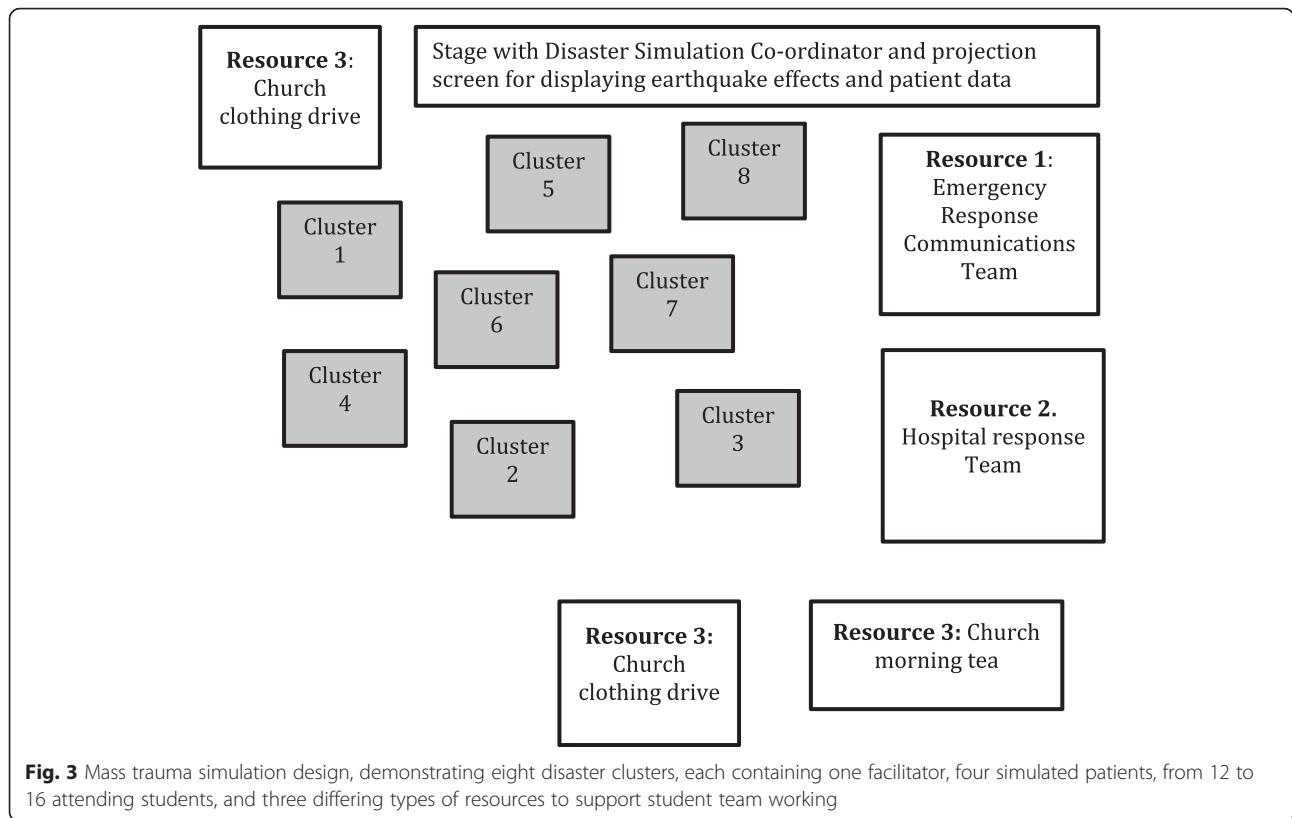 Resource 3:
Church
clothing drive
Stage with Disaster Simulation Co-ordinator and projection
screen for displaying earthquake effects and patient data
Cluster
5
Cluster
8
Resource 1:
Emergency
Response
Communications
Team
Cluster
1
Cluster
6
Cluster
7
Cluster
4
Cluster
2
Cluster
3
Resource 2.
Hospital response
Team
Resource 3:
Church
clothing drive
Resource 3: Church
morning tea
Fig. 3 Mass trauma simulation design, demonstrating eight disaster clusters, each containing one facilitator, four simulated patients, from 12 to
16 attending students, and three differing types of resources to support student team working